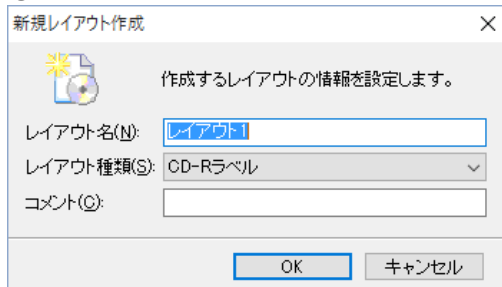 新規レイアウト作成
作成するレイアウトの情報を設定します。
レイアウト名(N): レイアウト1
レイアウト種類(S): CD-Rラベル
コメント(C):
OK キャンセル